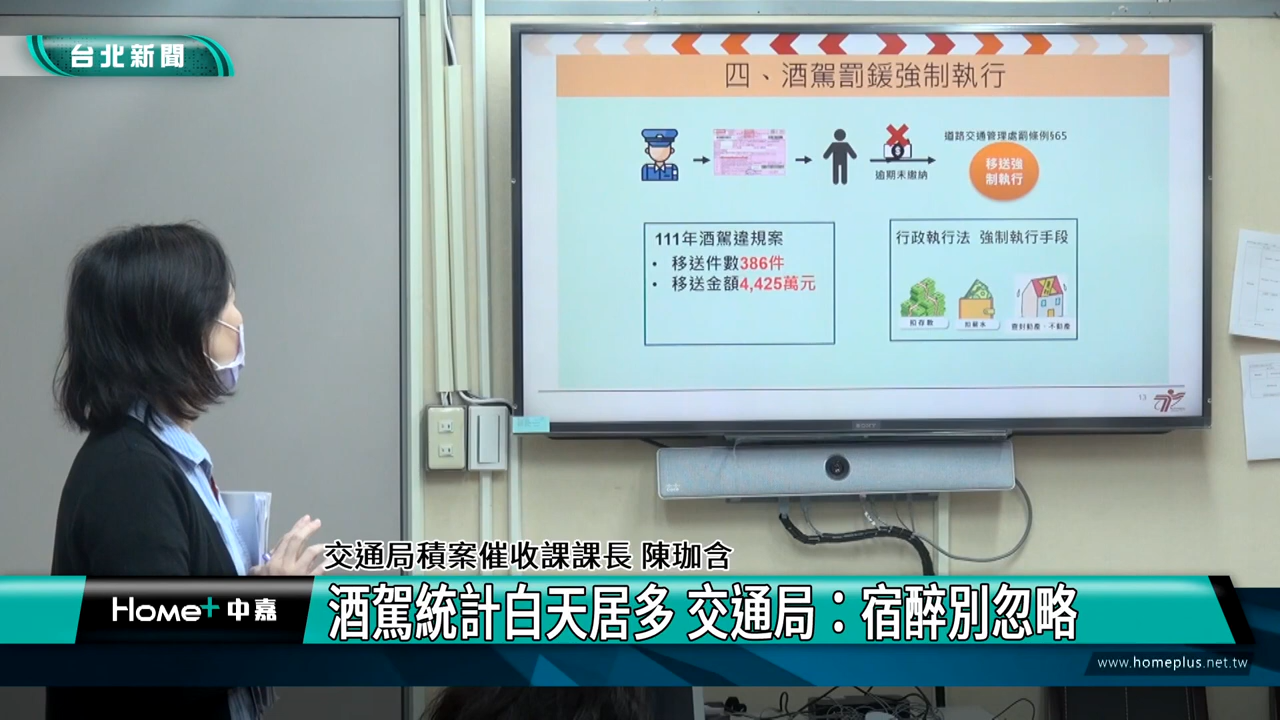 台北新聞
四、酒駕罰鍰強制執行
道路交通管理處罰條例§65
移送強
制執行
逾期未繳納
111年酒駕違規案
• 移送件數386件
• 移送金額4,425萬元
行政執行法 強制執行手段
扣存款
扣薪水
查封動產、不動產
13
SONY
交通局積案催收課課長 陳珈含
Home+中嘉
酒駕統計白天居多 交通局：宿醉別忽略
www.homeplus.net.tw